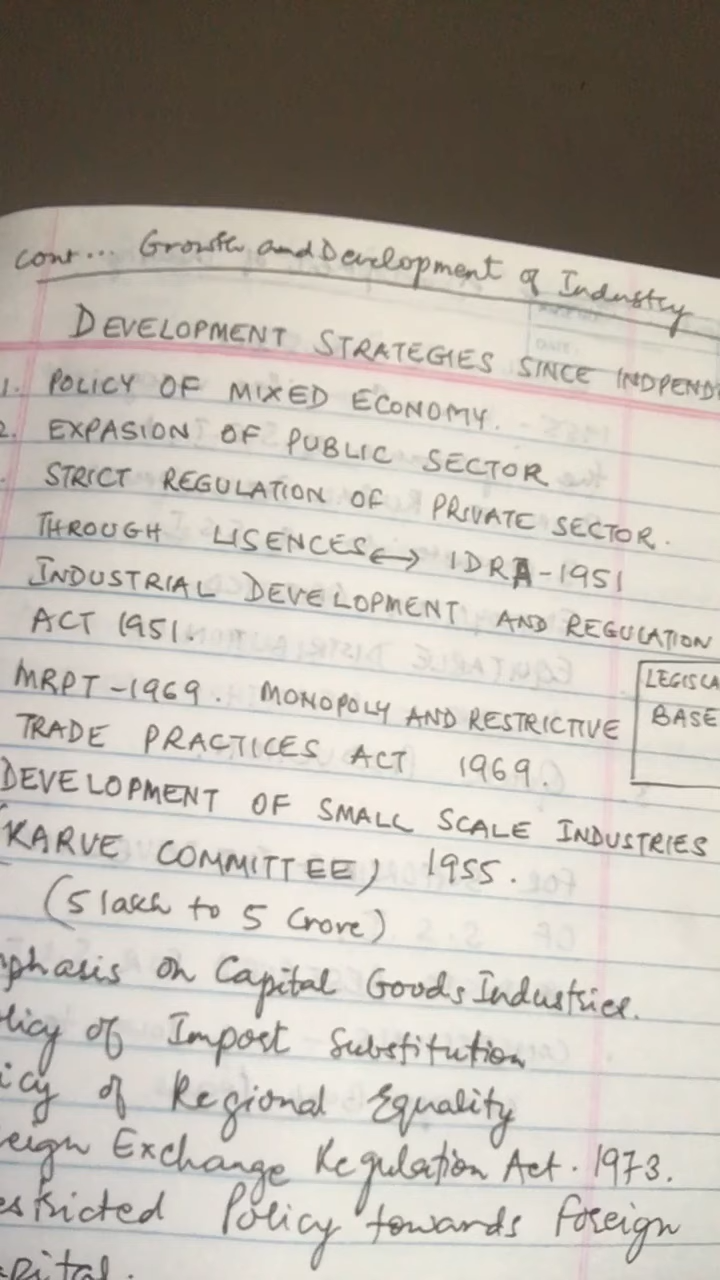 cont... Growth and Development of Industry
DEVELOPMENT STRATEGIES SINCE INDPEND
1. POLICY OF MIXED ECONOMY.
2. EXPASION OF PUBLIC SECTOR
STRICT REGULATION OF PRIVATE SECTOR.
THROUGH LISENCES ↔ IDRA-1951
INDUSTRIAL DEVELOPMENT AND REGULATION
ACT 1951.
LEGISLA
BASE
MRPT-1969. MONOPOLY AND RESTRICTIVE
TRADE PRACTICES ACT 1969.
DEVELOPMENT OF SMALL SCALE INDUSTRIES
(KARVE COMMITTEE) 1955.
(5 lakh to 5 Crore)
phasis on Capital Goods Industries.
licy of Import Substitution
icy of Regional Equality
eign Exchange Regulation Act. 1973.
estricted Policy towards foreign
pital.